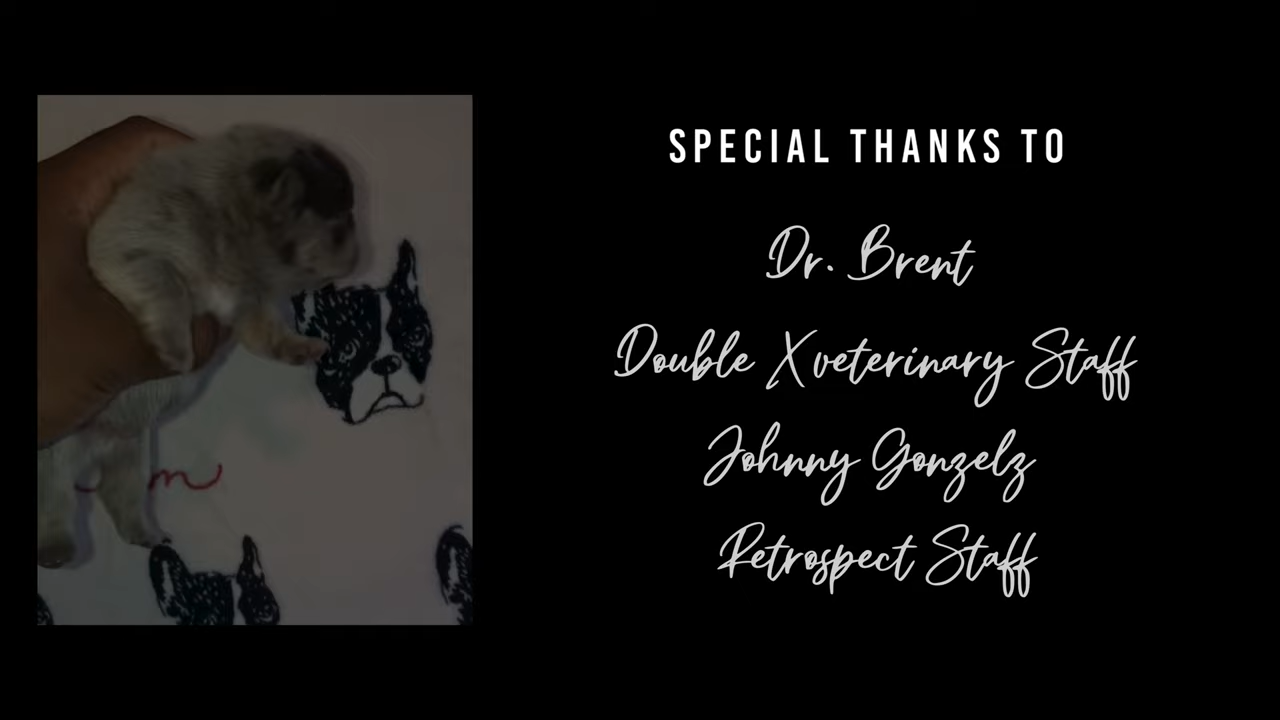 SPECIAL THANKS TO
Dr. Brent
Double X veterinary Staff
Johnny Gonzelz
Retrospect Staff